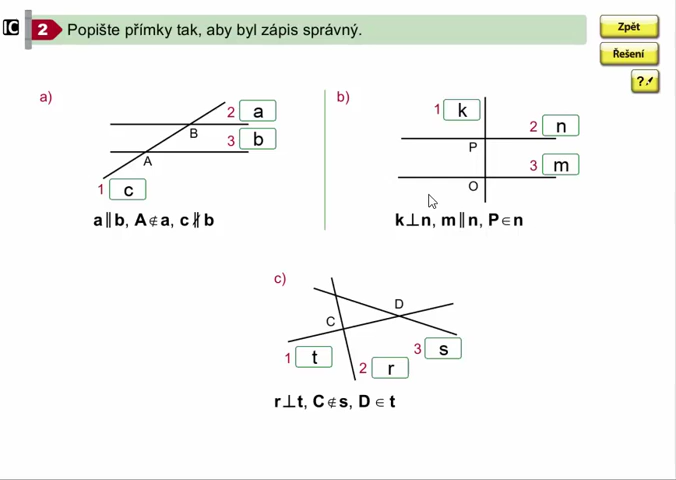 IC
2 Popište přímky tak, aby byl zápis správný.
Zpět
Řešení
?
a)
2 a
B
3 b
A
1 c
a∥b, A∉a, c∦b
b)
1 k
2 n
P
3 m
O
k⊥n, m∥n, P∈n
c)
D
C
1 t
3 s
2 r
r⊥t, C∉s, D∈t